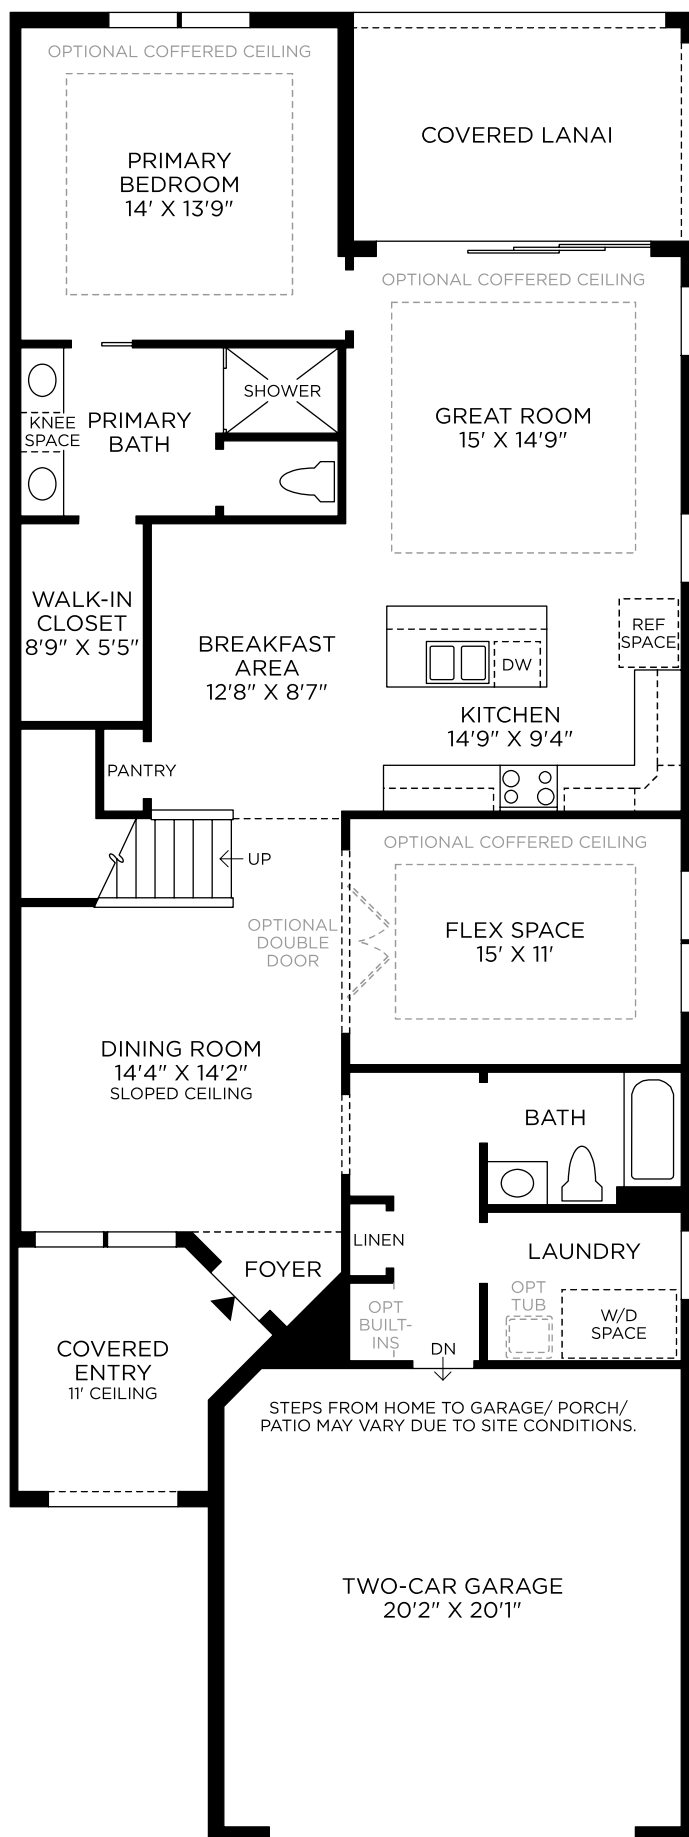 OPTIONAL COFFERED CEILING
PRIMARY
BEDROOM
14' X 13'9"
COVERED LANAI
OPTIONAL COFFERED CEILING
GREAT ROOM
15' X 14'9"
SHOWER
KNEE
SPACE
PRIMARY
BATH
WALK-IN
CLOSET
8'9" X 5'5"
BREAKFAST
AREA
12'8" X 8'7"
REF
SPACE
DW
KITCHEN
14'9" X 9'4"
PANTRY
UP
OPTIONAL COFFERED CEILING
OPTIONAL
DOUBLE
DOOR
FLEX SPACE
15' X 11'
DINING ROOM
14'4" X 14'2"
SLOPED CEILING
BATH
LINEN
LAUNDRY
FOYER
OPT
TUB
W/D
SPACE
OPT
BUILT-
INS
DN
COVERED
ENTRY
11' CEILING
STEPS FROM HOME TO GARAGE/ PORCH/
PATIO MAY VARY DUE TO SITE CONDITIONS.
TWO-CAR GARAGE
20'2" X 20'1"